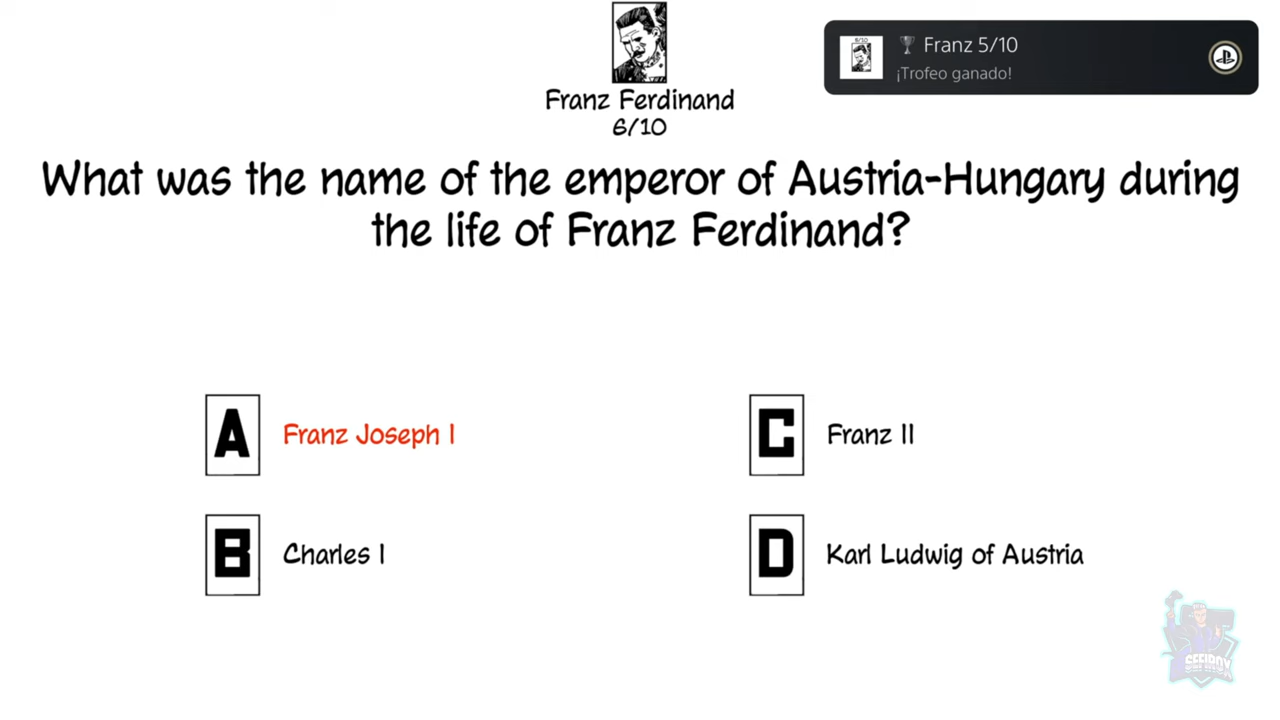 Franz 5/10
¡Trofeo ganado!
Franz Ferdinand
6/10
What was the name of the emperor of Austria-Hungary during
the life of Franz Ferdinand?
A Franz Joseph I
C Franz II
B Charles I
D Karl Ludwig of Austria